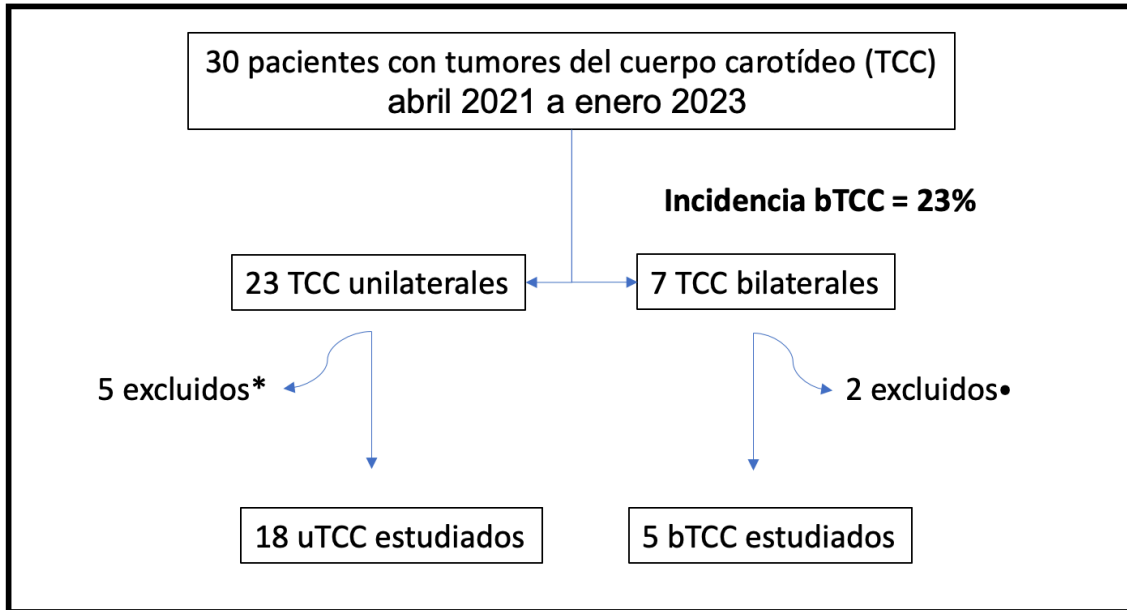 30 pacientes con tumores del cuerpo carotídeo (TCC)
abril 2021 a enero 2023
Incidencia bTCC = 23%
23 TCC unilaterales
7 TCC bilaterales
5 excluidos*
2 excluidos•
18 uTCC estudiados
5 bTCC estudiados